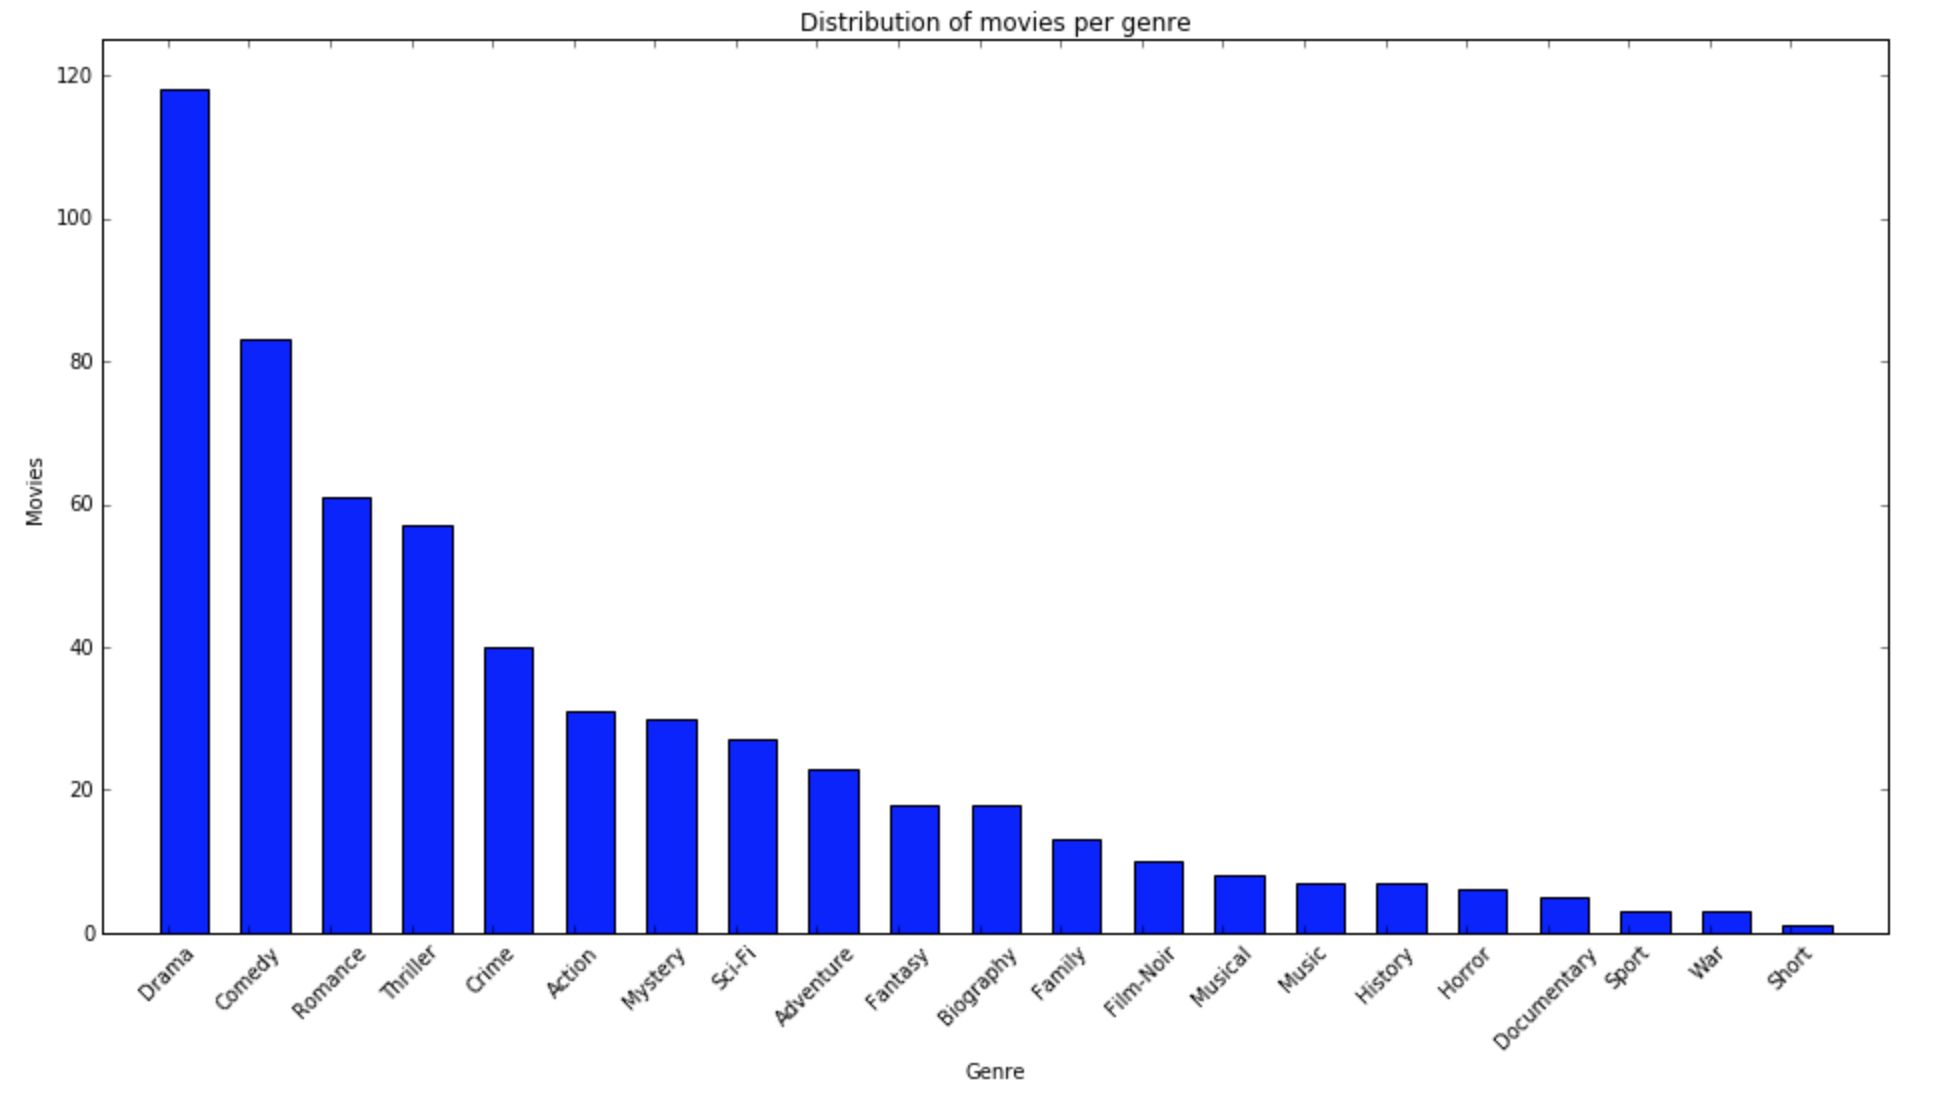 Distribution of movies per genre
120
100
80
60
40
20
0
Movies
Drama
Comedy
Romance
Thriller
Crime
Action
Mystery
Sci-Fi
Adventure
Fantasy
Biography
Family
Film-Noir
Musical
Music
History
Horror
Documentary
Sport
War
Short
Genre